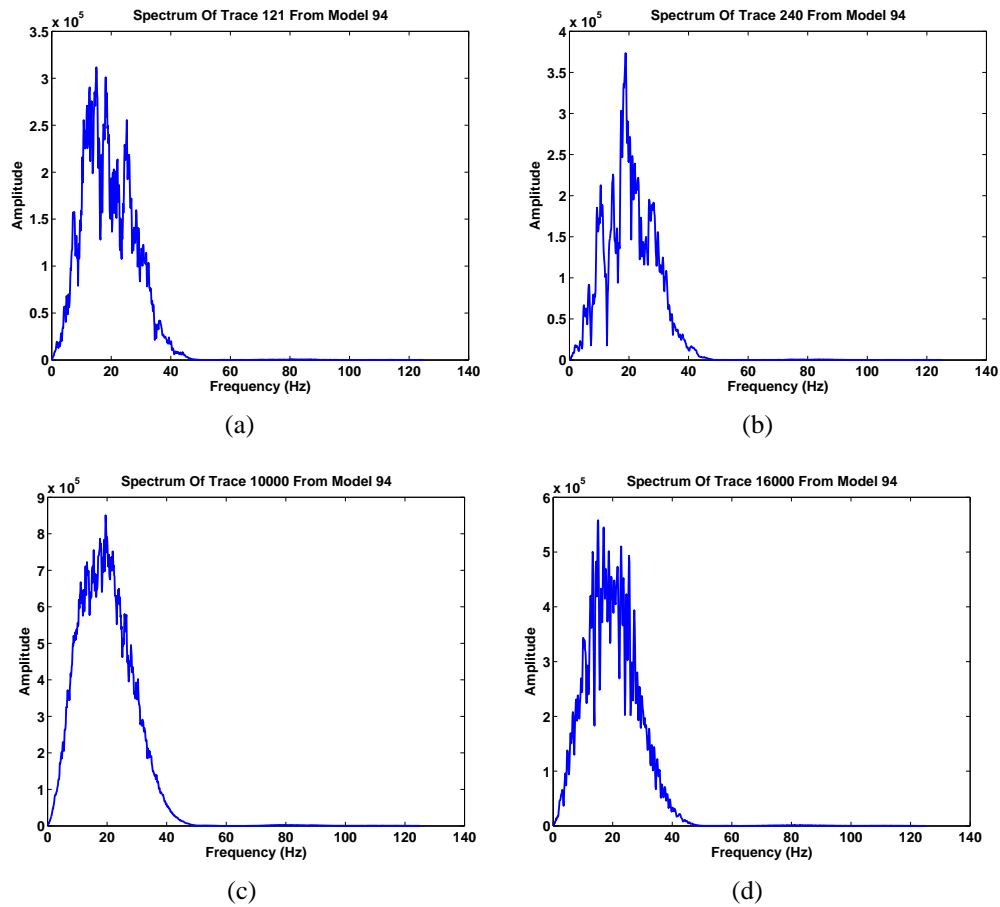 Spectrum Of Trace 121 From Model 94
x 10^5
3.5
3
2.5
2
1.5
1
0.5
0
0 20 40 60 80 100 120 140
Amplitude
Frequency (Hz)
(a)
Spectrum Of Trace 240 From Model 94
x 10^5
4
3.5
3
2.5
2
1.5
1
0.5
0
0 20 40 60 80 100 120 140
Amplitude
Frequency (Hz)
(b)
Spectrum Of Trace 10000 From Model 94
x 10^5
9
8
7
6
5
4
3
2
1
0
0 20 40 60 80 100 120 140
Amplitude
Frequency (Hz)
(c)
Spectrum Of Trace 16000 From Model 94
x 10^5
6
5
4
3
2
1
0
0 20 40 60 80 100 120 140
Amplitude
Frequency (Hz)
(d)